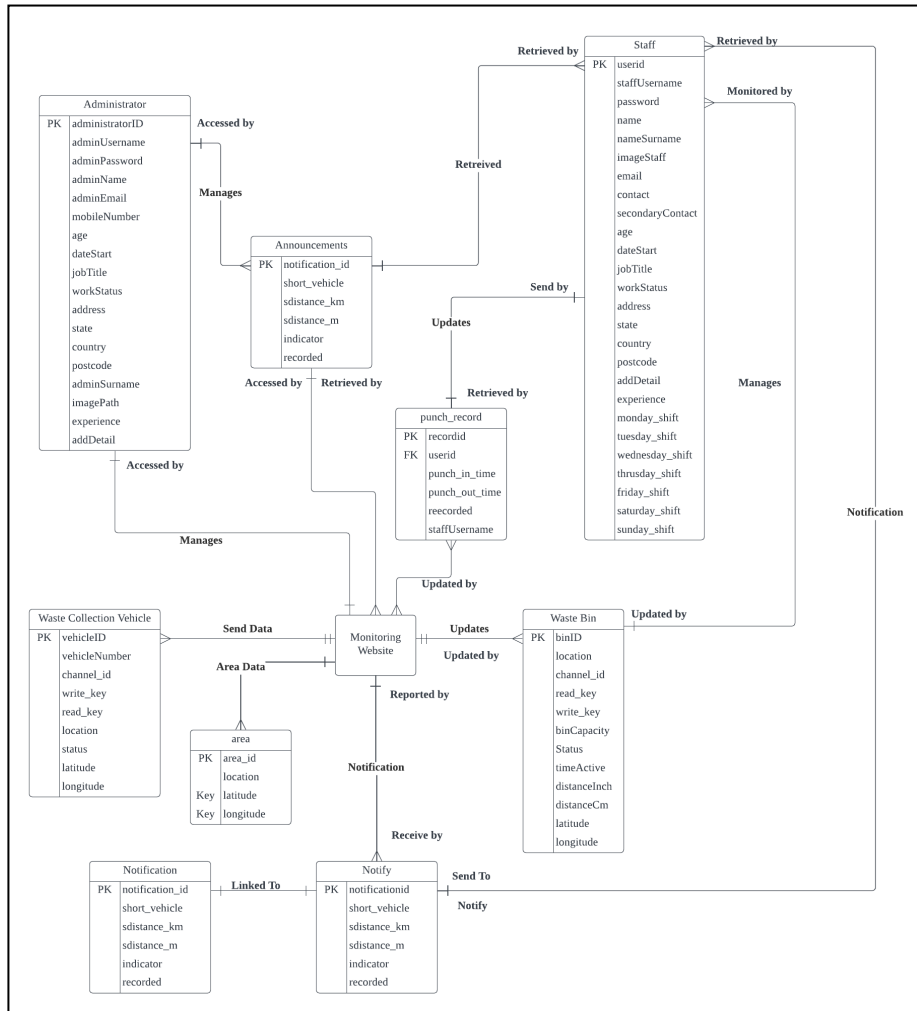 Staff
PK userid
staffUsername
password
name
nameSurname
imageStaff
email
contact
secondaryContact
age
dateStart
jobTitle
workStatus
address
state
country
postcode
addDetail
experience
monday_shift
tuesday_shift
wednesday_shift
thrusday_shift
friday_shift
saturday_shift
sunday_shift
Retrieved by
Retrieved by
Monitored by
Administrator
PK administratorID
adminUsername
adminPassword
adminName
adminEmail
mobileNumber
age
dateStart
jobTitle
workStatus
address
state
country
postcode
adminSurname
imagePath
experience
addDetail
Accessed by
Manages
Retreived
Announcements
PK notification_id
short_vehicle
sdistance_km
sdistance_m
indicator
recorded
Send by
Updates
Accessed by
Retrieved by
Retrieved by
Manages
punch_record
PK recordid
FK userid
punch_in_time
punch_out_time
reecorded
staffUsername
Accessed by
Notification
Manages
Updated by
Waste Collection Vehicle
PK vehicleID
vehicleNumber
channel_id
write_key
read_key
location
status
latitude
longitude
Send Data
Monitoring
Website
Updates
Updated by
Updated by
Waste Bin
PK binID
location
channel_id
read_key
write_key
binCapacity
Status
timeActive
distanceInch
distanceCm
latitude
longitude
Area Data
Reported by
area
PK area_id
location
Key latitude
Key longitude
Notification
Receive by
Notification
PK notification_id
short_vehicle
sdistance_km
sdistance_m
indicator
recorded
Linked To
Notify
PK notificationid
short_vehicle
sdistance_km
sdistance_m
indicator
recorded
Send To
Notify